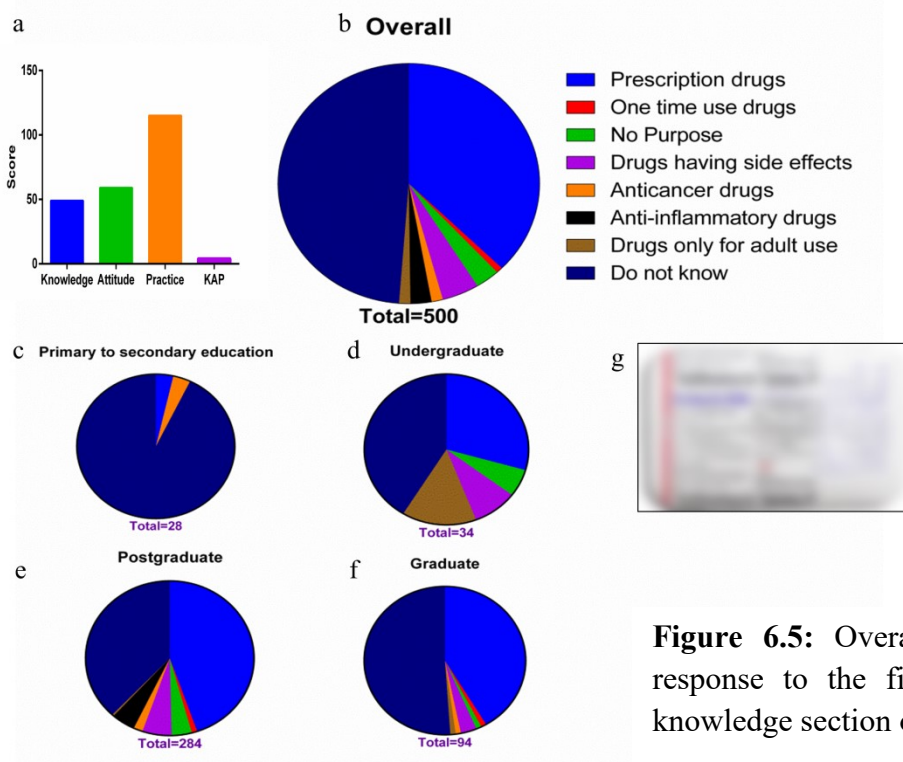 a
b Overall
150
100
50
0
Score
Knowledge Attitude Practice KAP
Prescription drugs
One time use drugs
No Purpose
Drugs having side effects
Anticancer drugs
Anti-inflammatory drugs
Drugs only for adult use
Do not know
Total=500
c Primary to secondary education
Total=28
d Undergraduate
Total=34
g
e Postgraduate
Total=284
f Graduate
Total=94
Figure 6.5: Overa
response to the fi
knowledge section